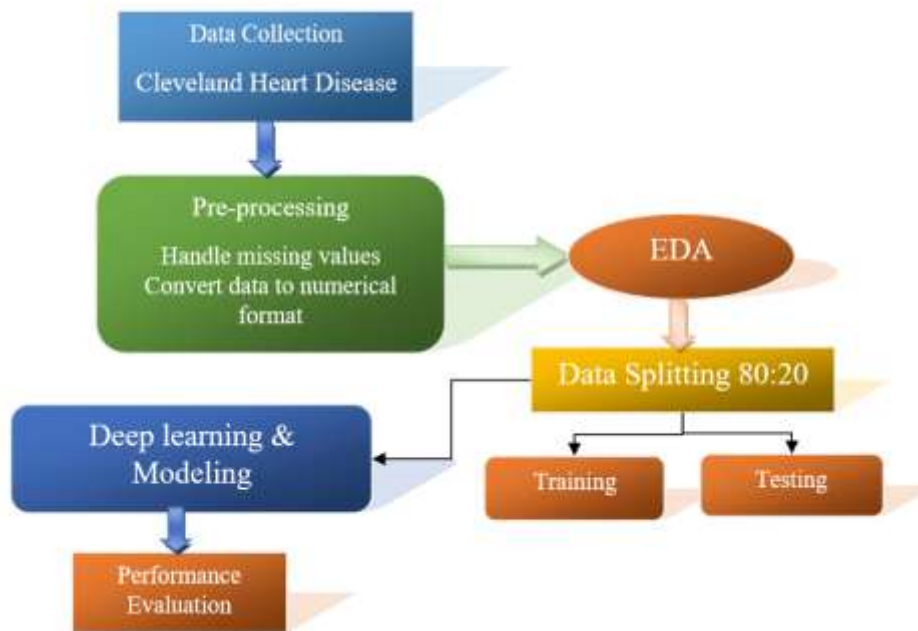 Data Collection
Cleveland Heart Disease
Pre-processing
Handle missing values
Convert data to numerical
format
EDA
Data Splitting 80:20
Deep learning &
Modeling
Training
Testing
Performance
Evaluation